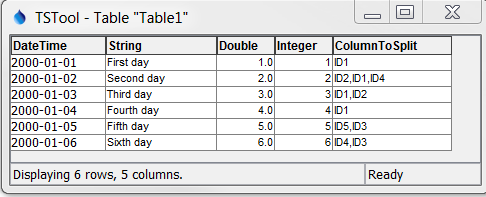 TSTool - Table "Table1"
DateTime String Double Integer ColumnToSplit
2000-01-01 First day 1.0 1 ID1
2000-01-02 Second day 2.0 2 ID2,ID1,ID4
2000-01-03 Third day 3.0 3 ID1,ID2
2000-01-04 Fourth day 4.0 4 ID1
2000-01-05 Fifth day 5.0 5 ID5,ID3
2000-01-06 Sixth day 6.0 6 ID4,ID3
Displaying 6 rows, 5 columns. Ready